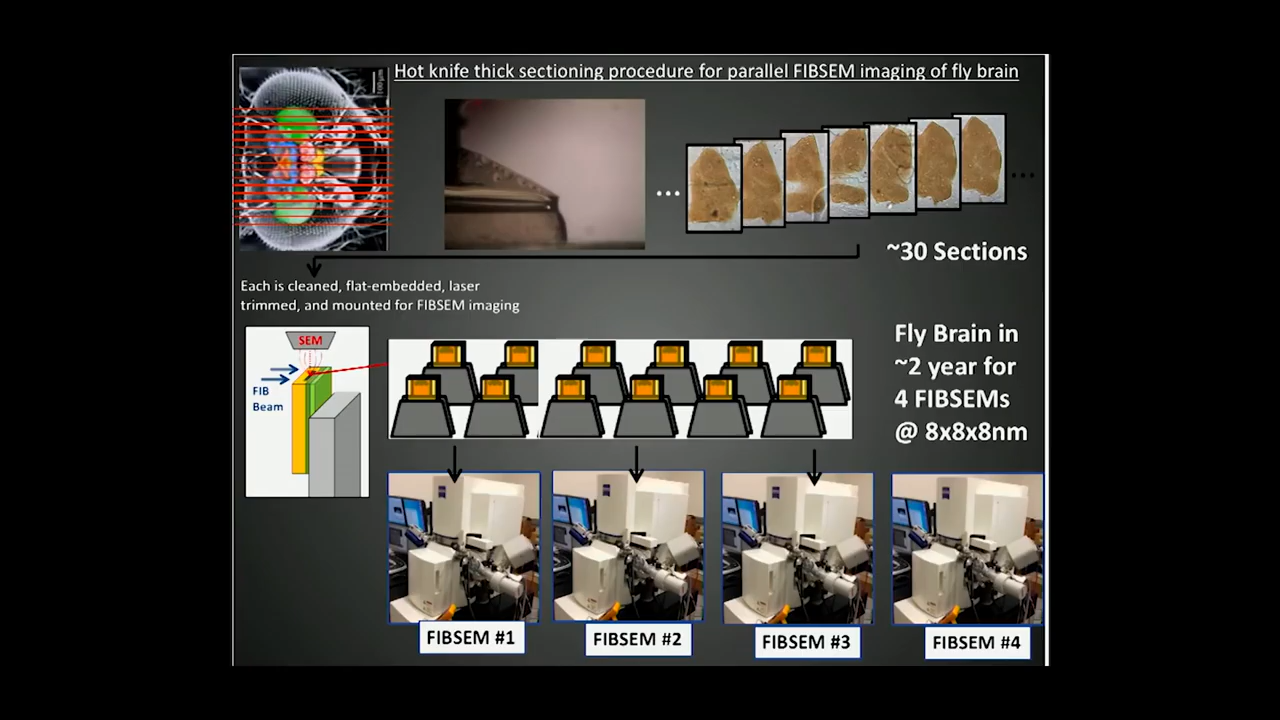 Hot knife thick sectioning procedure for parallel FIBSEM imaging of fly brain
100 µm
~30 Sections
Each is cleaned, flat-embedded, laser
trimmed, and mounted for FIBSEM imaging
SEM
FIB
Beam
Fly Brain in
~2 year for
4 FIBSEMs
@ 8x8x8nm
FIBSEM #1
FIBSEM #2
FIBSEM #3
FIBSEM #4